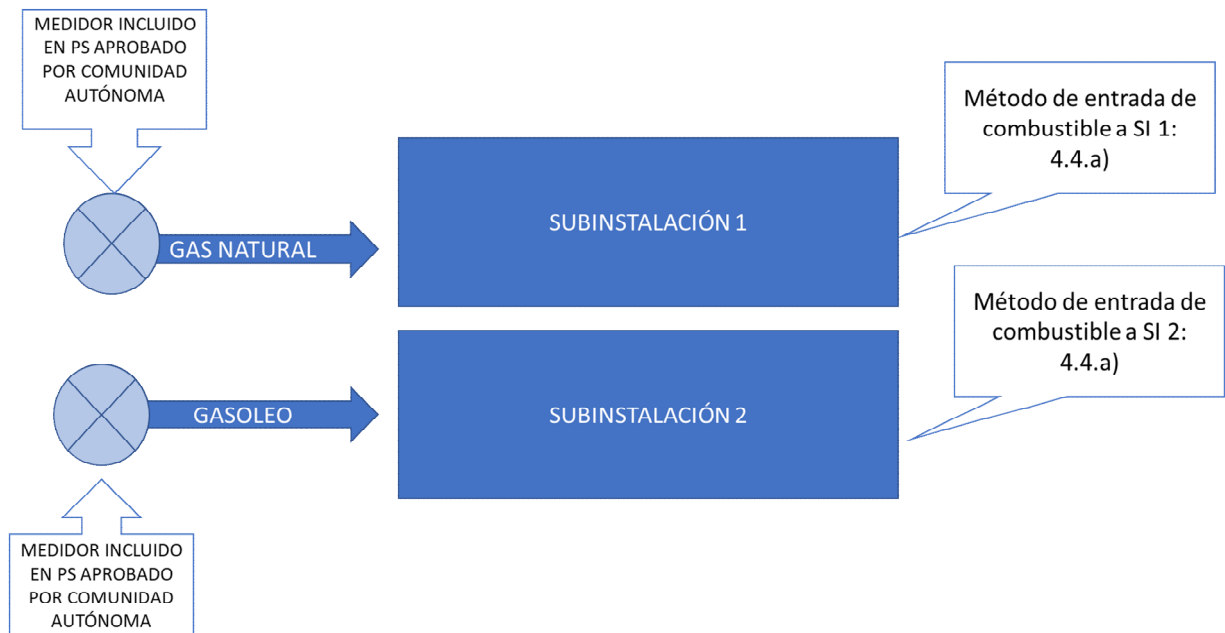 MEDIDOR INCLUIDO
EN PS APROBADO
POR COMUNIDAD
AUTÓNOMA
GAS NATURAL
SUBINSTALACIÓN 1
Método de entrada de
combustible a SI 1:
4.4.a)
GASOLEO
SUBINSTALACIÓN 2
Método de entrada de
combustible a SI 2:
4.4.a)
MEDIDOR INCLUIDO
EN PS APROBADO
POR COMUNIDAD
AUTÓNOMA